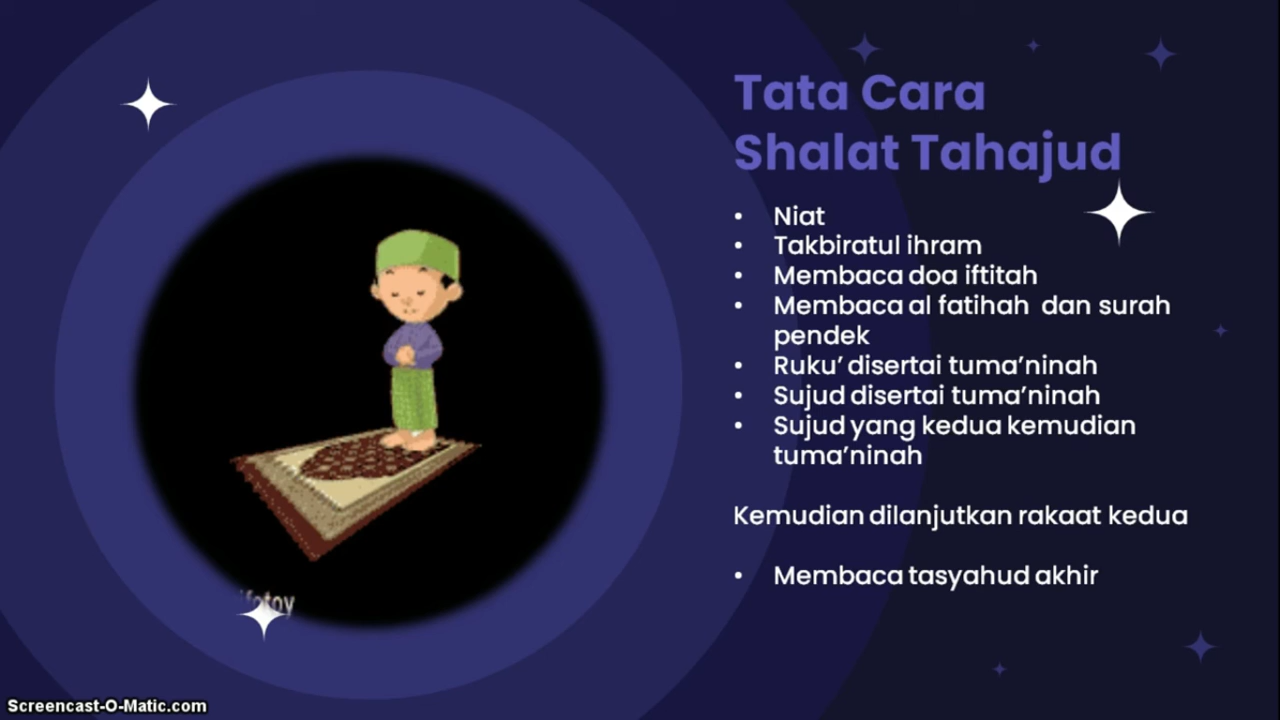 Tata Cara
Shalat Tahajud
• Niat
• Takbiratul ihram
• Membaca doa iftitah
• Membaca al fatihah dan surah
pendek
• Ruku’ disertai tuma’ninah
• Sujud disertai tuma’ninah
• Sujud yang kedua kemudian
tuma’ninah
Kemudian dilanjutkan rakaat kedua
• Membaca tasyahud akhir
Screencast-O-Matic.com